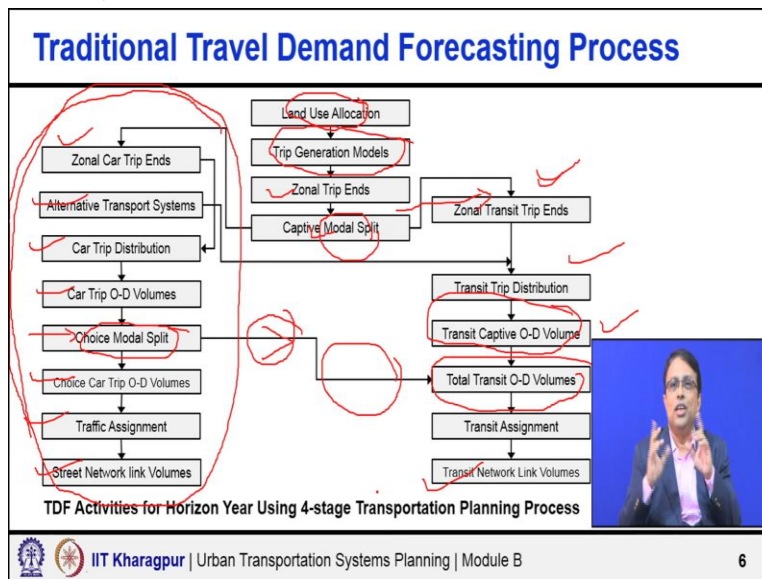 Traditional Travel Demand Forecasting Process
Land Use Allocation
Trip Generation Models
Zonal Trip Ends
Captive Modal Split
Zonal Car Trip Ends
Alternative Transport Systems
Car Trip Distribution
Car Trip O-D Volumes
Choice Modal Split
Choice Car Trip O-D Volumes
Traffic Assignment
Street Network link Volumes
Zonal Transit Trip Ends
Transit Trip Distribution
Transit Captive O-D Volume
Total Transit O-D Volumes
Transit Assignment
Transit Network Link Volumes
TDF Activities for Horizon Year Using 4-stage Transportation Planning Process
IIT Kharagpur | Urban Transportation Systems Planning | Module B 6